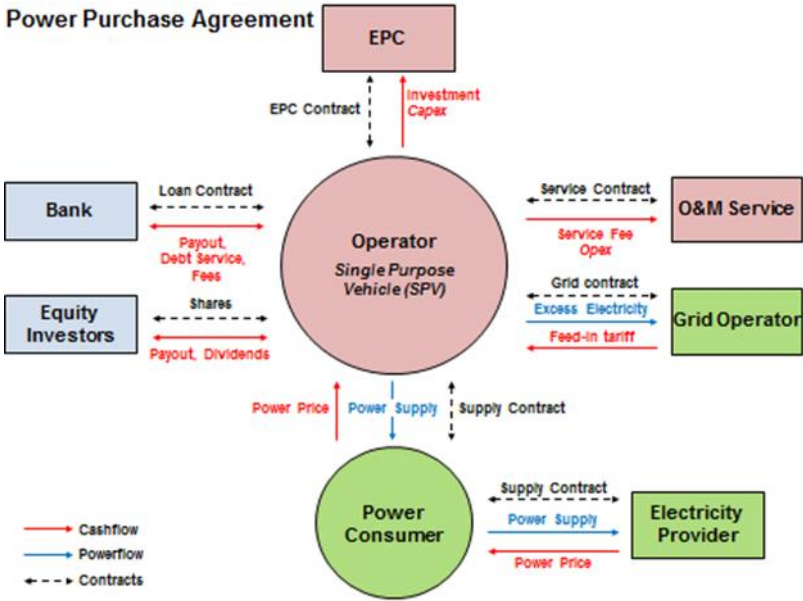 Power Purchase Agreement
EPC
EPC Contract
Investment
Capex
Bank
Loan Contract
Payout,
Debt Service,
Fees
Operator
Single Purpose
Vehicle (SPV)
Service Contract
Service Fee
Opex
O&M Service
Equity
Investors
Shares
Payout, Dividends
Grid contract
Excess Electricity
Feed-in tariff
Grid Operator
Power Price
Power Supply
Supply Contract
Power
Consumer
Supply Contract
Power Supply
Power Price
Electricity
Provider
Cashflow
Powerflow
Contracts